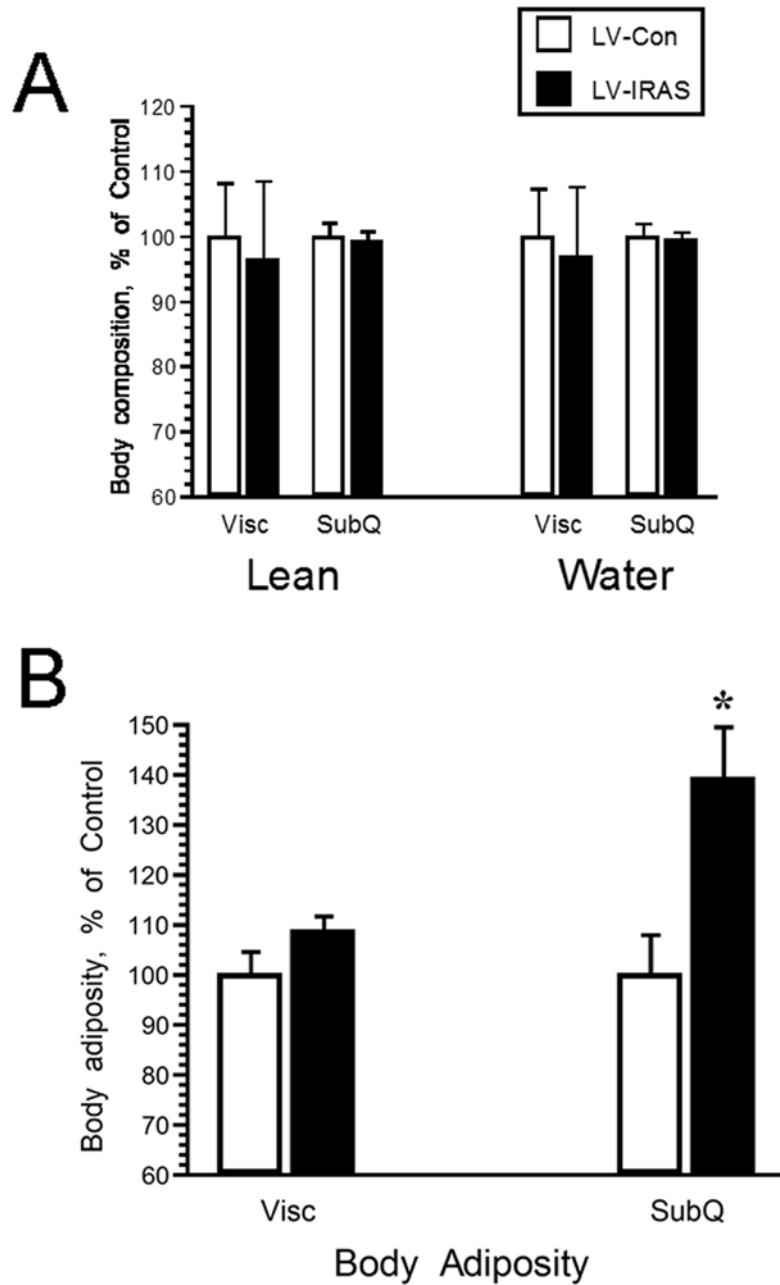 LV-Con
LV-IRAS
A
Body composition, % of Control
120
110
100
90
80
70
60
Visc SubQ Visc SubQ
Lean Water
B
Body adiposity, % of Control
150
140
130
120
110
100
90
80
70
60
*
Visc SubQ
Body Adiposity